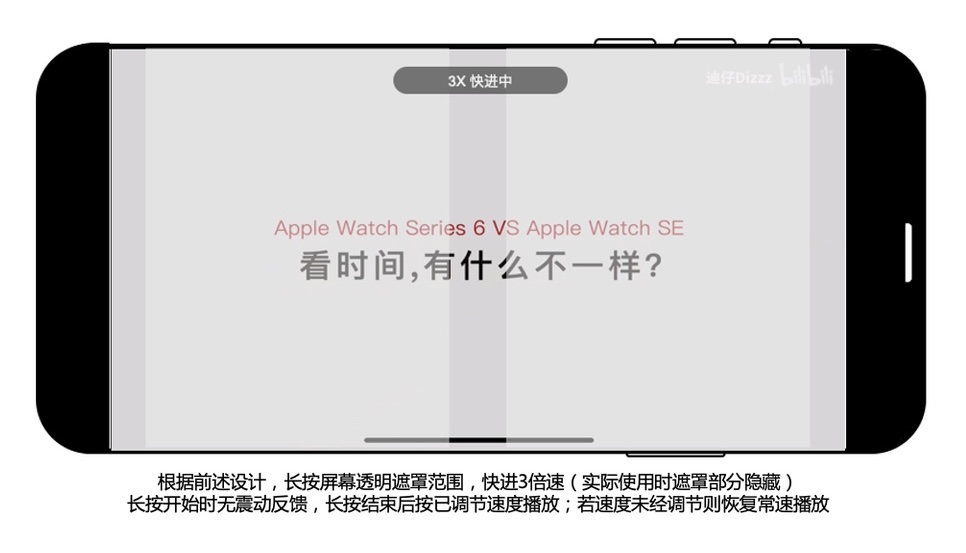 3X 快进中
迪仔Dizzz bilibili
Apple Watch Series 6 VS Apple Watch SE
看时间,有什么不一样?
根据前述设计，长按屏幕透明遮罩范围，快进3倍速（实际使用时遮罩部分隐藏）
长按开始时无震动反馈，长按结束后按已调节速度播放；若速度未经调节则恢复常速播放